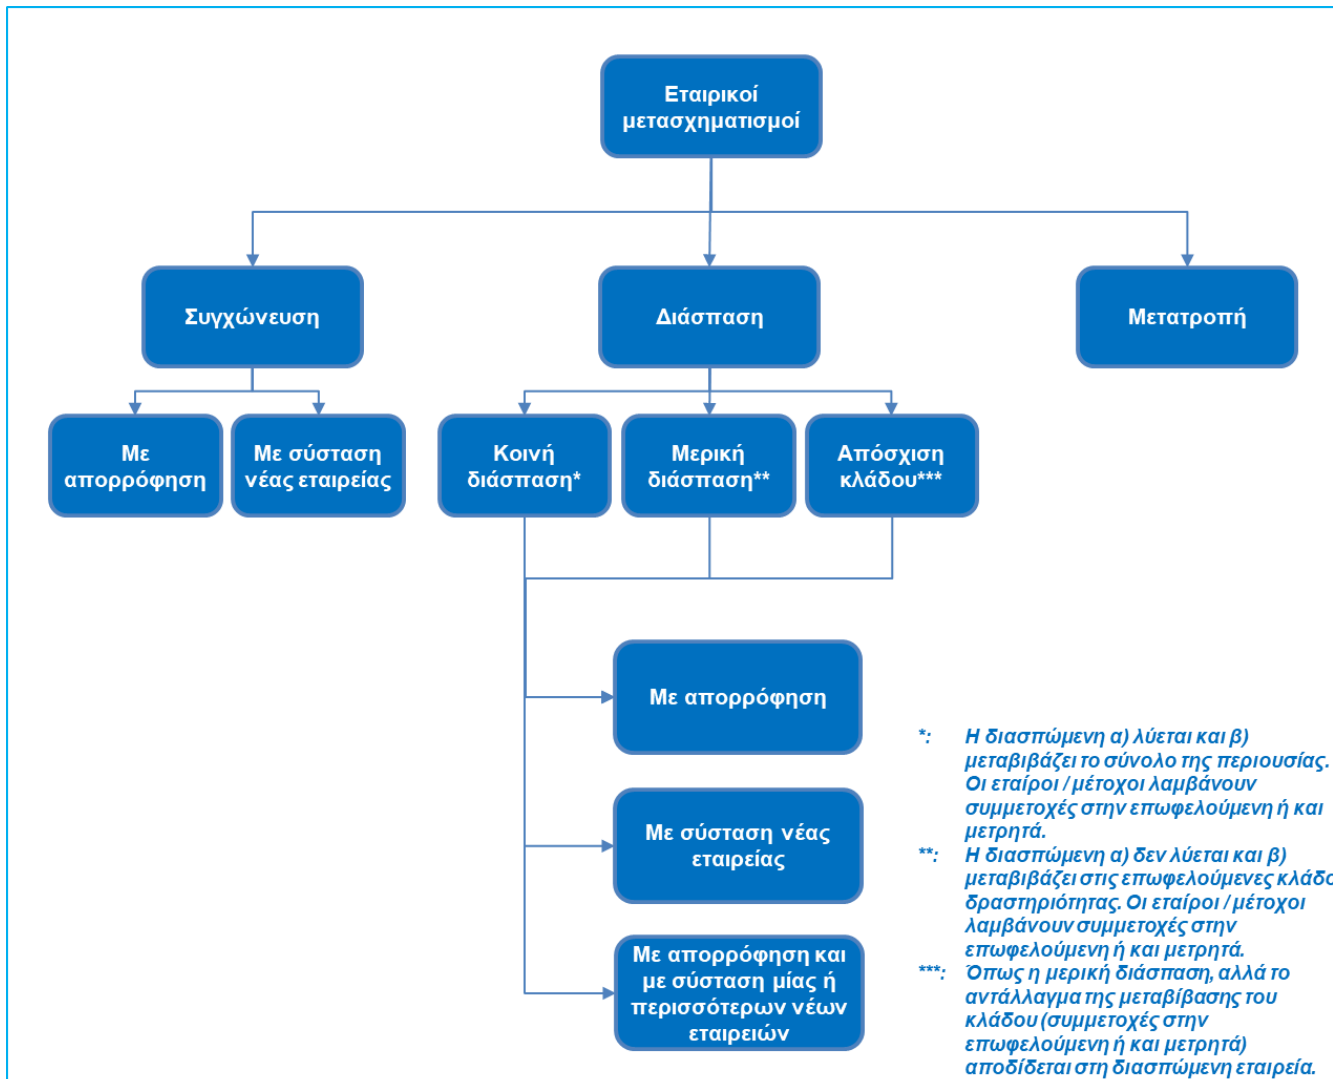 Εταιρικοί
μετασχηματισμοί
Συγχώνευση
Διάσπαση
Μετατροπή
Με
απορρόφηση
Με σύσταση
νέας εταιρείας
Κοινή
διάσπαση*
Μερική
διάσπαση**
Απόσχιση
κλάδου***
Με απορρόφηση
Με σύσταση νέας
εταιρείας
Με απορρόφηση και
με σύσταση μίας ή
περισσότερων νέων
εταιρειών
*: Η διασπώμενη α) λύεται και β)
μεταβιβάζει το σύνολο της περιουσίας.
Οι εταίροι / μέτοχοι λαμβάνουν
συμμετοχές στην επωφελούμενη ή και
μετρητά.
**: Η διασπώμενη α) δεν λύεται και β)
μεταβιβάζει στις επωφελούμενες κλάδο
δραστηριότητας. Οι εταίροι / μέτοχοι
λαμβάνουν συμμετοχές στην
επωφελούμενη ή και μετρητά.
***: Όπως η μερική διάσπαση, αλλά το
αντάλλαγμα της μεταβίβασης του
κλάδου (συμμετοχές στην
επωφελούμενη ή και μετρητά)
αποδίδεται στη διασπώμενη εταιρεία.